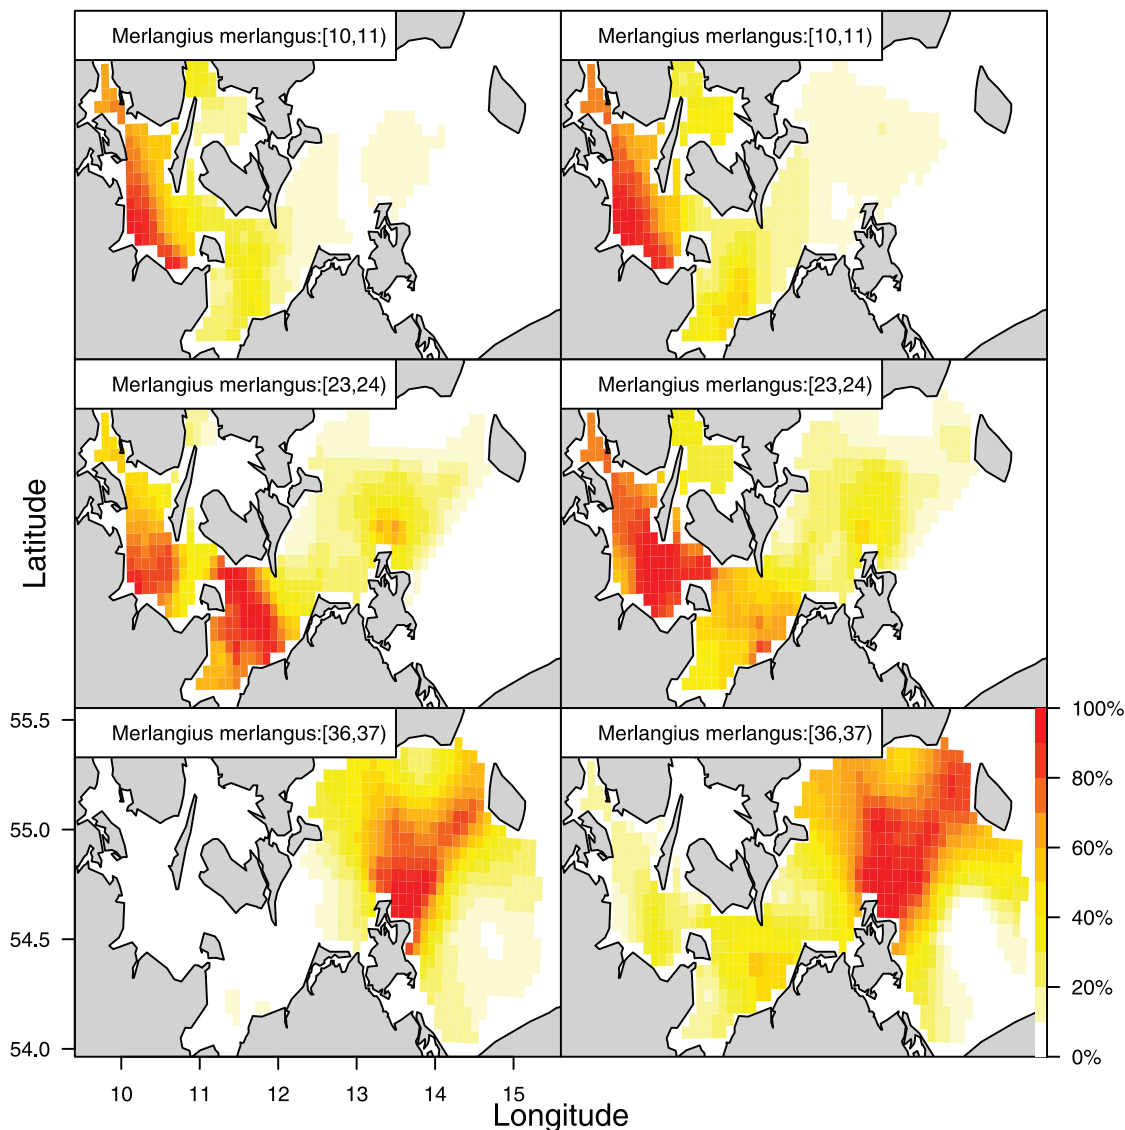 Merlangius merlangus:[10,11)
Merlangius merlangus:[10,11)
Merlangius merlangus:[23,24)
Merlangius merlangus:[23,24)
Merlangius merlangus:[36,37)
Merlangius merlangus:[36,37)
Latitude
55.5
55.0
54.5
54.0
10 11 12 13 14 15
Longitude
100%
80%
60%
40%
20%
0%